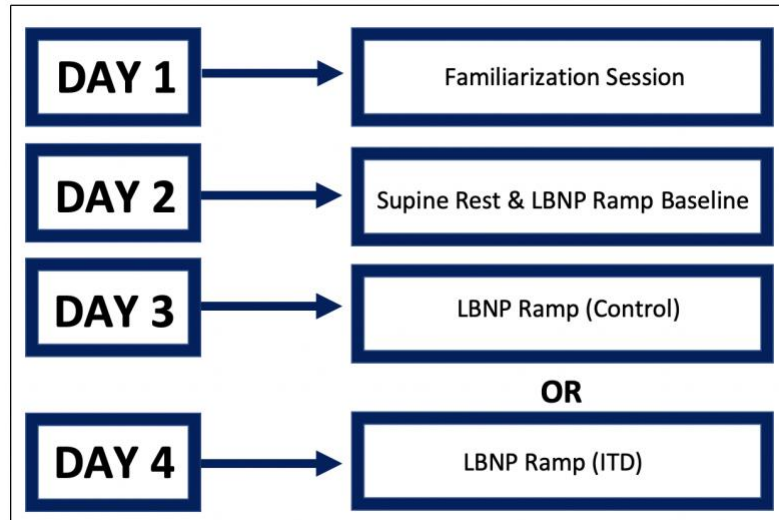 DAY 1
Familiarization Session
DAY 2
Supine Rest & LBNP Ramp Baseline
DAY 3
LBNP Ramp (Control)
OR
DAY 4
LBNP Ramp (ITD)